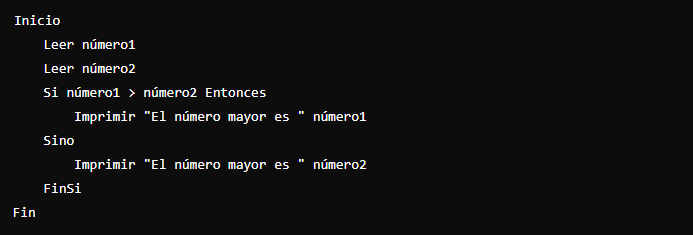 Inicio
Leer número1
Leer número2
Si número1 > número2 Entonces
Imprimir "El número mayor es " número1
Sino
Imprimir "El número mayor es " número2
FinSi
Fin